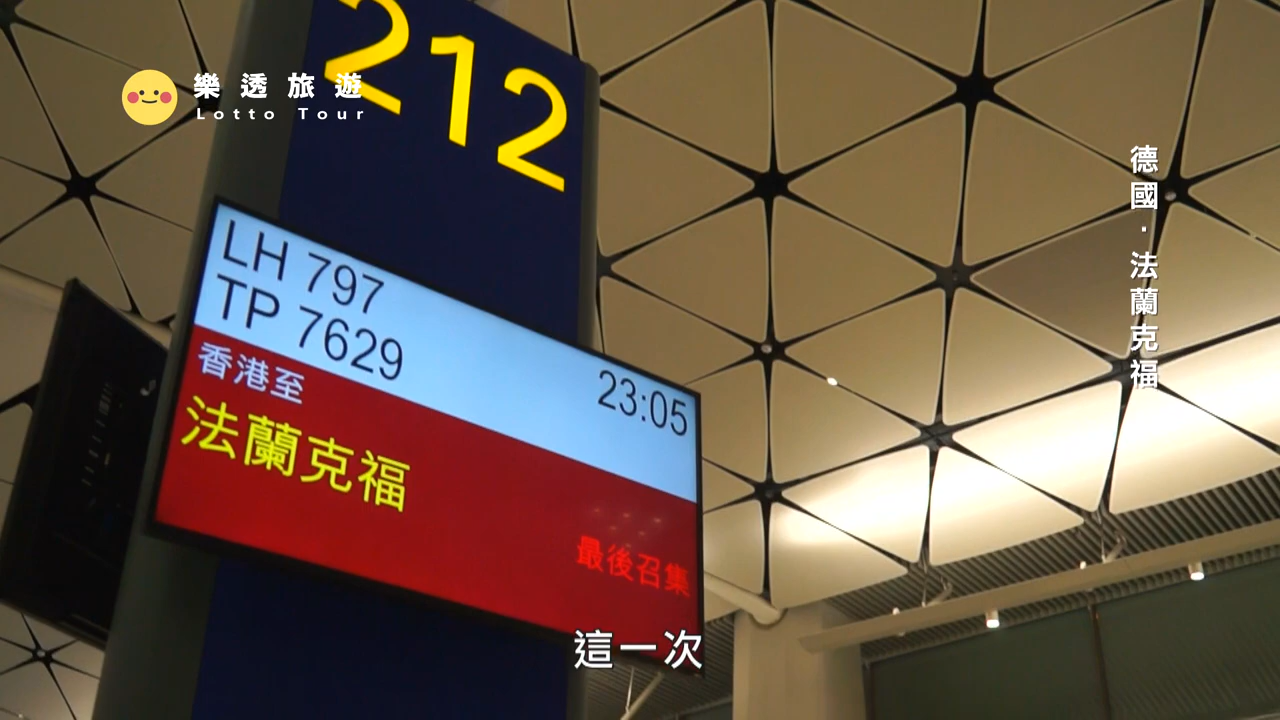 212
樂透旅遊
Lotto Tour
德國·法蘭克福
LH 797
TP 7629
23:05
香港至
法蘭克福
最後召集
這一次